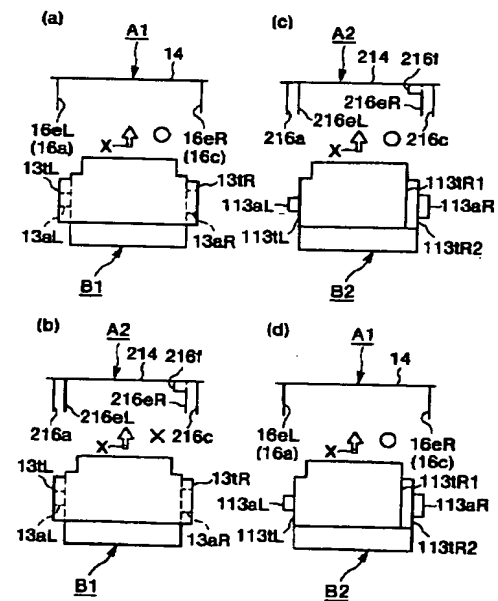 (a)
A1
14
16eL
(16a)
X
○
16eR
(16c)
13tL
13tR
13aL
13aR
B1
(c)
A2
214
216f
216eR
216eL
216a
X
○
216c
113aL
113tR1
113aR
113tL
113tR2
B2
(b)
A2
214
216f
216eR
216eL
216a
X
×
216c
13tL
13tR
13aL
13aR
B1
(d)
A1
14
16eL
(16a)
X
○
16eR
(16c)
113aL
113tR1
113aR
113tL
113tR2
B2